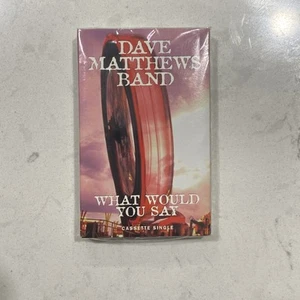 DAVE
MATTHEWS
BAND
WHAT WOULD
YOU SAY
CASSETTE SINGLE